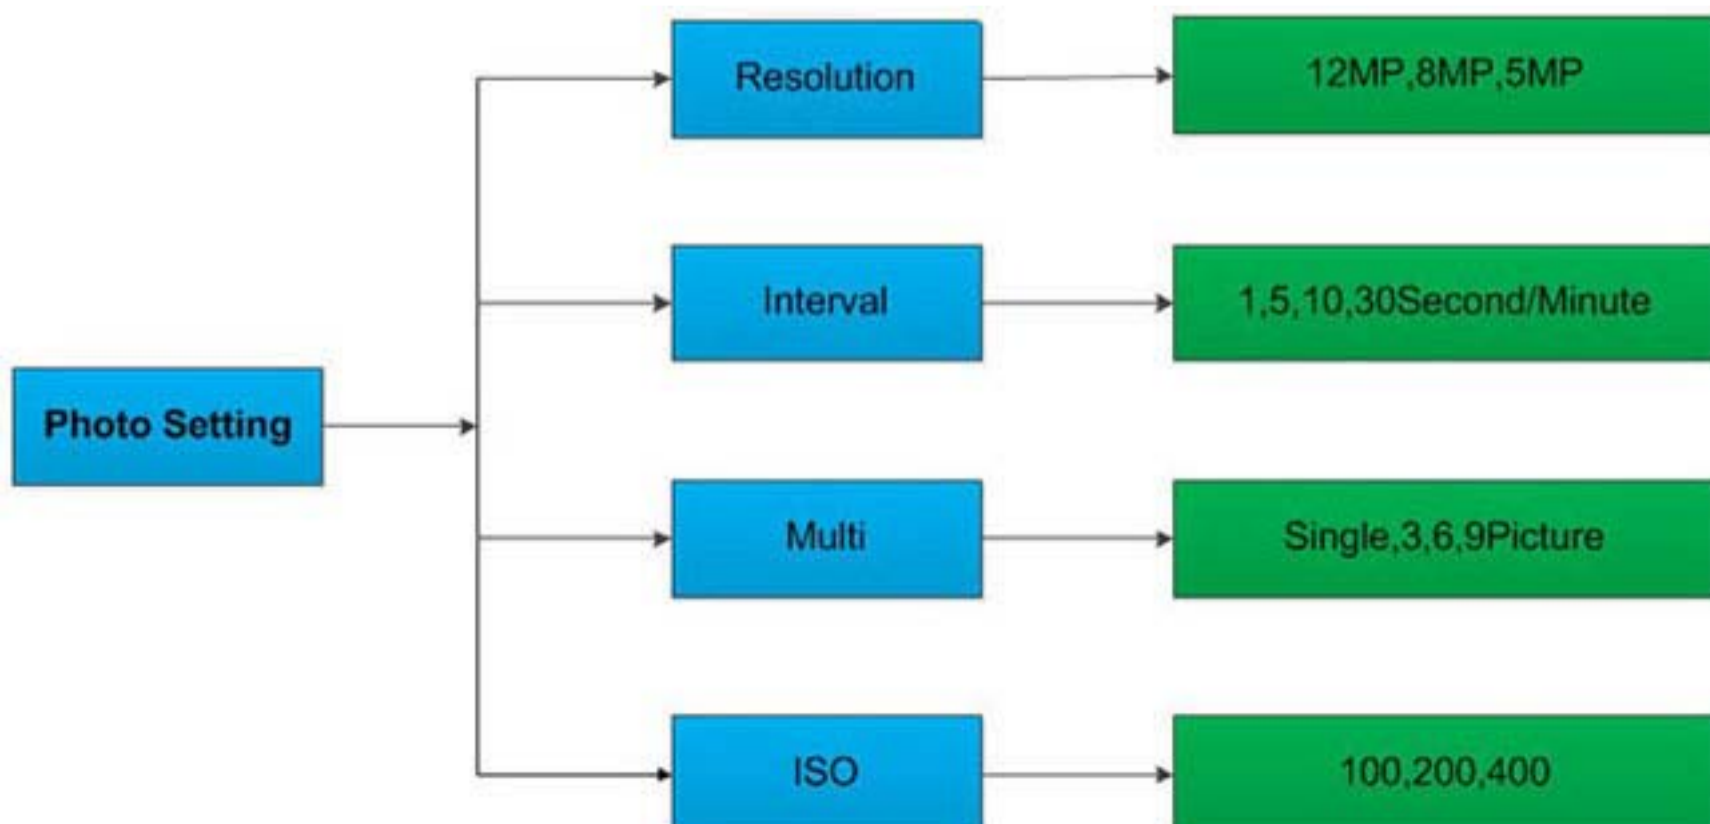 Resolution
12MP,8MP,5MP
Interval
1,5,10,30Second/Minute
Photo Setting
Multi
Single,3,6,9Picture
ISO
100,200,400